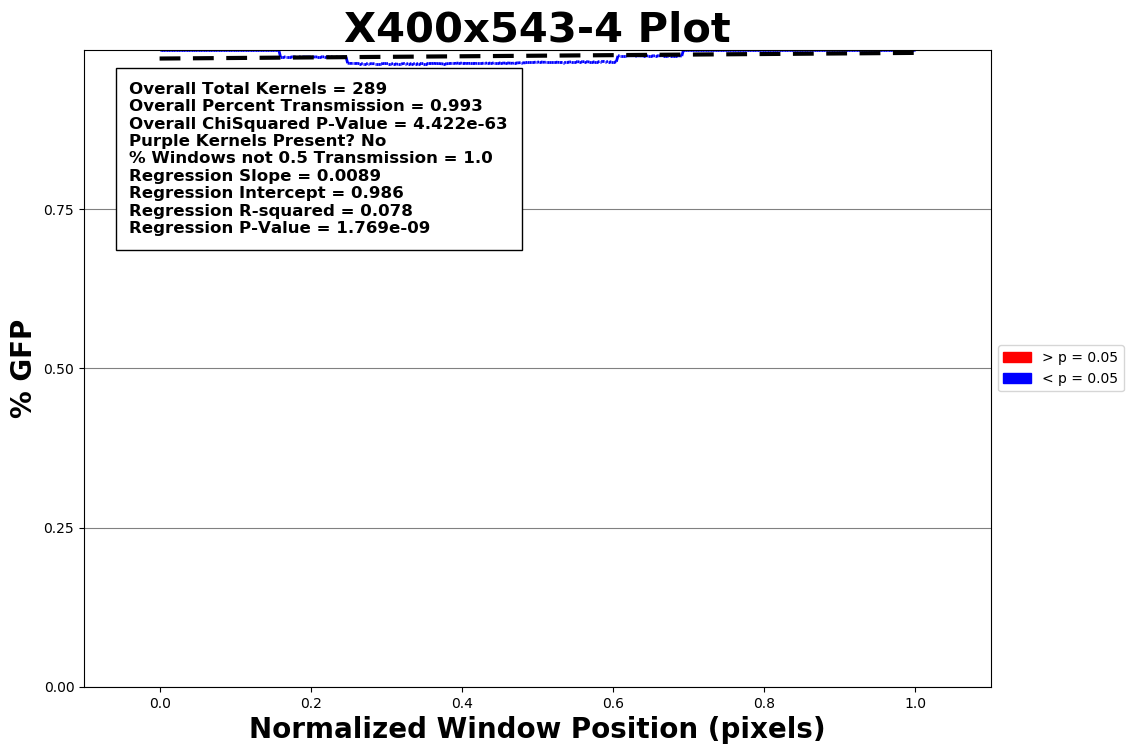 X400x543-4 Plot
Overall Total Kernels = 289
Overall Percent Transmission = 0.993
Overall ChiSquared P-Value = 4.422e-63
Purple Kernels Present? No
% Windows not 0.5 Transmission = 1.0
Regression Slope = 0.0089
Regression Intercept = 0.986
Regression R-squared = 0.078
Regression P-Value = 1.769e-09
% GFP
0.75
0.50
0.25
0.00
> p = 0.05
< p = 0.05
0.0 0.2 0.4 0.6 0.8 1.0
Normalized Window Position (pixels)